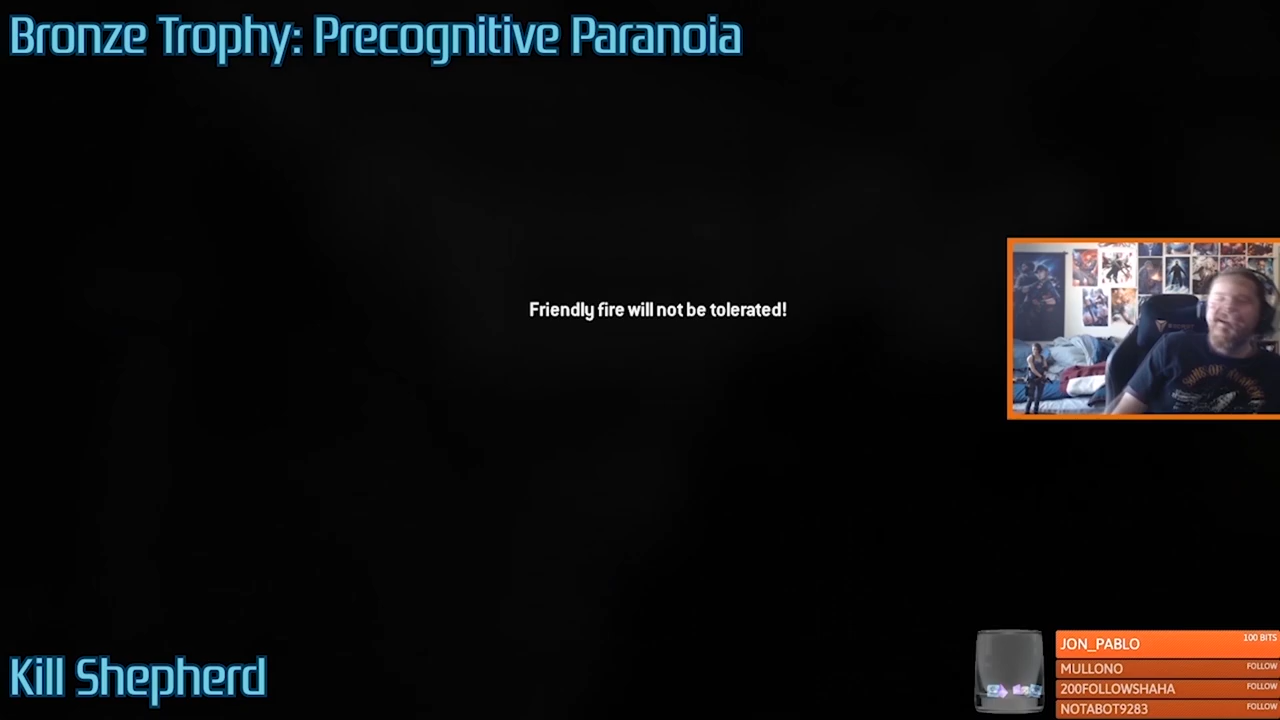 Bronze Trophy: Precognitive Paranoia
Friendly fire will not be tolerated!
Kill Shepherd
JON_PABLO 100 BITS
MULLONO FOLLOW
200FOLLOWSHAHA FOLLOW
NOTABOT9283 FOLLOW